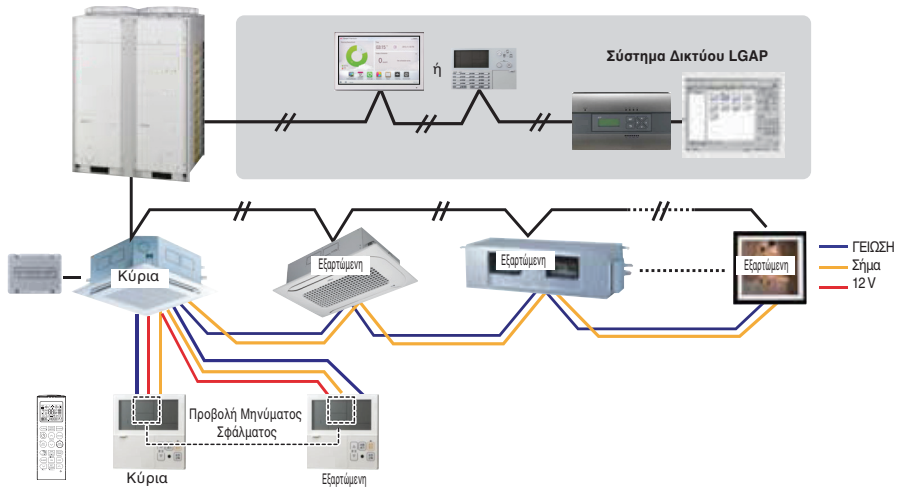 ή
Σύστημα Δικτύου LGAP
Κύρια
Εξαρτώμενη
Εξαρτώμενη
Εξαρτώμενη
ΓΕΙΩΣΗ
Σήμα
12 V
Προβολή Μηνύματος
Σφάλματος
Κύρια
Εξαρτώμενη